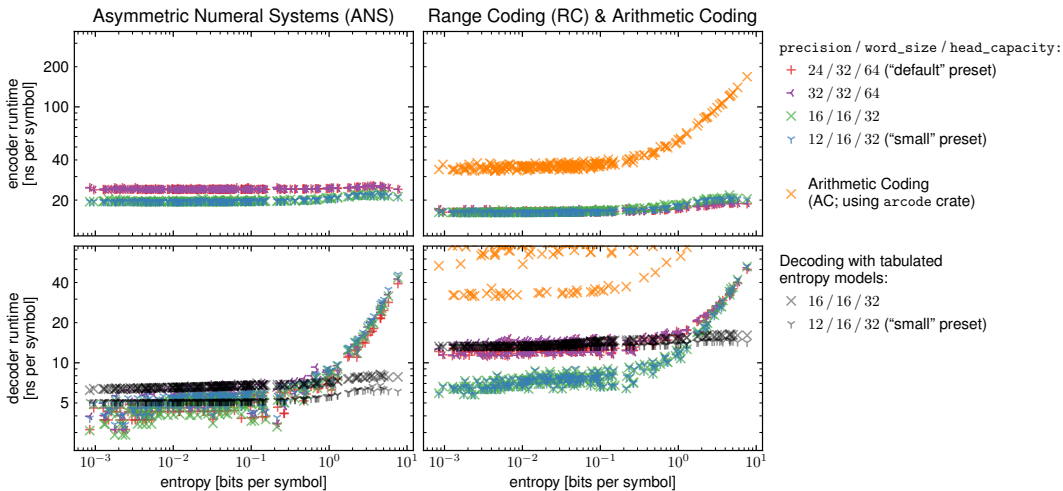 Asymmetric Numeral Systems (ANS)
Range Coding (RC) & Arithmetic Coding
encoder runtime
[ns per symbol]
200
100
40
20
decoder runtime
[ns per symbol]
40
20
10
5
10⁻³ 10⁻² 10⁻¹ 10⁰ 10¹
entropy [bits per symbol]
10⁻³ 10⁻² 10⁻¹ 10⁰ 10¹
entropy [bits per symbol]
precision / word_size / head_capacity:
24 / 32 / 64 (“default” preset)
32 / 32 / 64
16 / 16 / 32
12 / 16 / 32 (“small” preset)
Arithmetic Coding
(AC; using arcode crate)
Decoding with tabulated
entropy models:
16 / 16 / 32
12 / 16 / 32 (“small” preset)